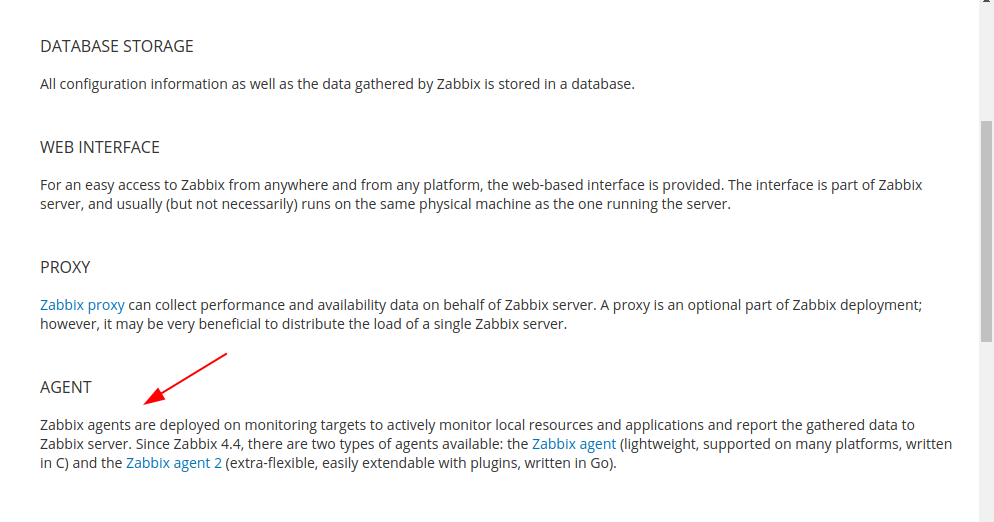 DATABASE STORAGE
All configuration information as well as the data gathered by Zabbix is stored in a database.
WEB INTERFACE
For an easy access to Zabbix from anywhere and from any platform, the web-based interface is provided. The interface is part of Zabbix
server, and usually (but not necessarily) runs on the same physical machine as the one running the server.
PROXY
Zabbix proxy can collect performance and availability data on behalf of Zabbix server. A proxy is an optional part of Zabbix deployment;
however, it may be very beneficial to distribute the load of a single Zabbix server.
AGENT
Zabbix agents are deployed on monitoring targets to actively monitor local resources and applications and report the gathered data to
Zabbix server. Since Zabbix 4.4, there are two types of agents available: the Zabbix agent (lightweight, supported on many platforms, written
in C) and the Zabbix agent 2 (extra-flexible, easily extendable with plugins, written in Go).